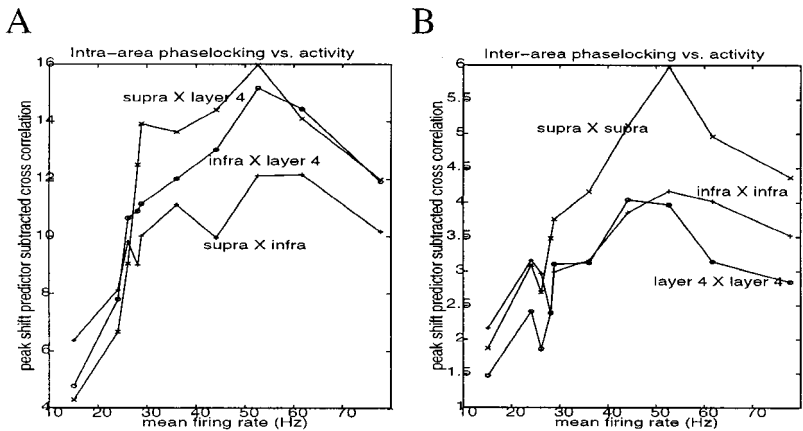 A
Intra-area phaselocking vs. activity
16
14
12
10
8
6
4
peak shift predictor subtracted cross correlation
supra X layer 4
infra X layer 4
supra X infra
10 20 30 40 50 60 70
mean firing rate (Hz)
B
Inter-area phaselocking vs. activity
6
5.5
5
4.5
4
3.5
3
2.5
2
1.5
1
peak shift predictor subtracted cross correlation
supra X supra
infra X infra
layer 4 X layer 4
10 20 30 40 50 60 70
mean firing rate (Hz)